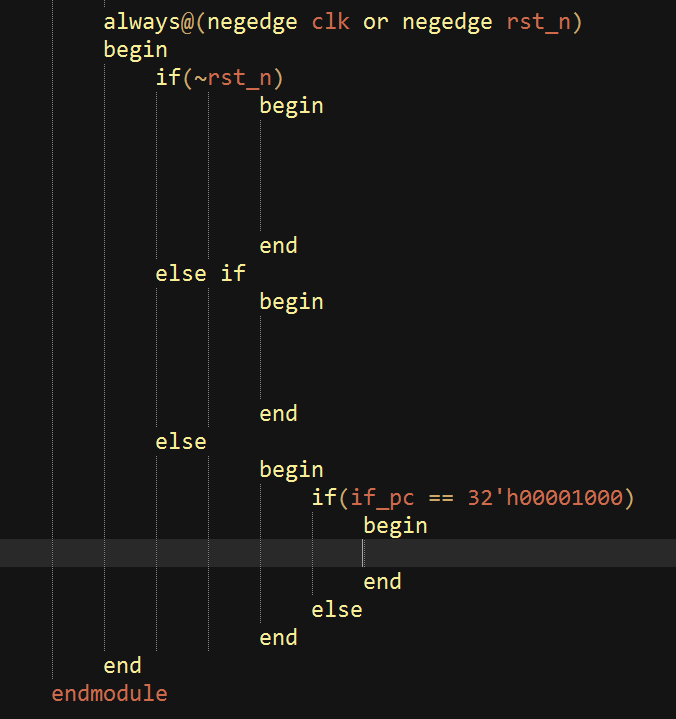 always@(negedge clk or negedge rst_n)
begin
if(~rst_n)
begin
end
else if
begin
end
else
begin
if(if_pc == 32'h00001000)
begin
end
else
end
end
endmodule